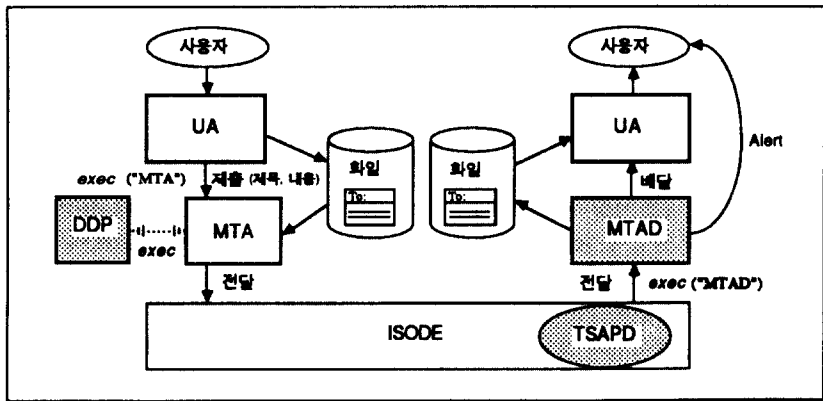 사용자
사용자
UA
UA
Alert
화일
화일
To:
To:
exec ("MTA")
제출 (제목, 내용)
배달
DDP
exec
MTA
MTAD
전달
전달
exec ("MTAD")
ISODE
TSAPD